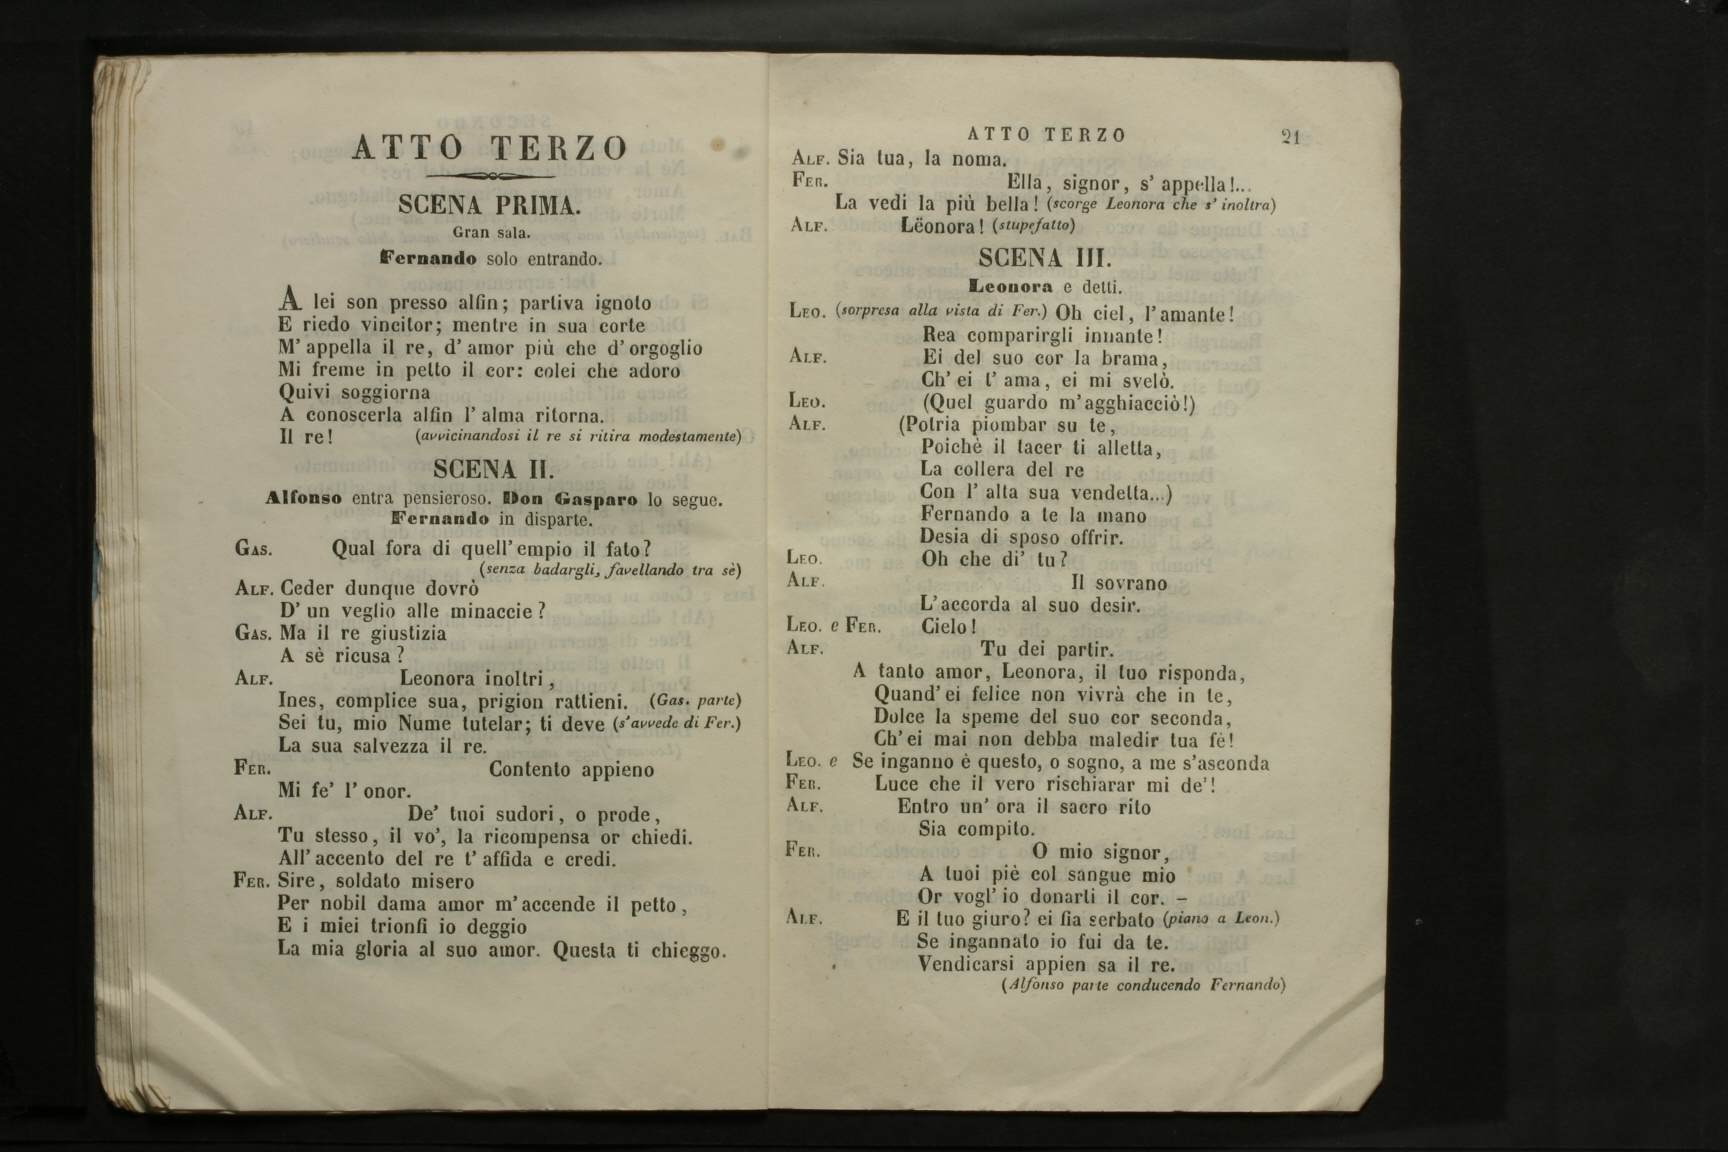 ATTO TERZO
SCENA PRIMA.
Gran sala.
Fernando solo entrando.
A lei son presso alfin; partiva ignoto
E riedo vincitor; mentre in sua corte
M' appella il re, d' amor più che d' orgoglio
Mi freme in petto il cor: colei che adoro
Quivi soggiorna
A conoscerla alfin l' alma ritorna.
Il re! (avvicinandosi il re si ritira modestamente)
SCENA II.
Alfonso entra pensieroso. Don Gasparo lo segue.
Fernando in disparte.
GAS. Qual fora di quell' empio il fato?
(senza badargli, favellando tra sè)
ALF. Ceder dunque dovrò
D' un veglio alle minaccie?
GAS. Ma il re giustizia
A sè ricusa?
ALF. Leonora inoltri,
Ines, complice sua, prigion rattieni. (Gas. parte)
Sei tu, mio Nume tutelar; ti deve (s'avvede di Fer.)
La sua salvezza il re.
FER. Contento appieno
Mi fe' l' onor.
ALF. De' tuoi sudori, o prode,
Tu stesso, il vo', la ricompensa or chiedi.
All' accento del re t' affida e credi.
FER. Sire, soldato misero
Per nobil dama amor m' accende il petto,
E i miei trionfi io deggio
La mia gloria al suo amor. Questa ti chieggo.
ATTO TERZO 21
ALF. Sia tua, la noma.
FER. Ella, signor, s' appella!...
La vedi la più bella! (scorge Leonora che s' inoltra)
ALF. Lëonora! (stupefatto)
SCENA III.
Leonora e detti.
LEO. (sorpresa alla vista di Fer.) Oh ciel, l'amante!
Rea comparirgli innante!
ALF. Ei del suo cor la brama,
Ch' ei t' ama, ei mi svelò.
LEO. (Quel guardo m'agghiacciò!)
ALF. (Potria piombar su te,
Poichè il tacer ti alletta,
La collera del re
Con l' alta sua vendetta...)
Fernando a te la mano
Desia di sposo offrir.
LEO. Oh che di' tu?
ALF. Il sovrano
L'accorda al suo desir.
LEO. e FER. Cielo!
ALF. Tu dei partir.
A tanto amor, Leonora, il tuo risponda,
Quand' ei felice non vivrà che in te,
Dolce la speme del suo cor seconda,
Ch' ei mai non debba maledir tua fè!
LEO. e Se inganno è questo, o sogno, a me s'asconda
FER. Luce che il vero rischiarar mi de'!
ALF. Entro un' ora il sacro rito
Sia compito.
FER. O mio signor,
A tuoi piè col sangue mio
Or vogl' io donarti il cor. –
ALF. E il tuo giuro? ei fia serbato (piano a Leon.)
Se ingannato io fui da te.
Vendicarsi appien sa il re.
(Alfonso parte conducendo Fernando)